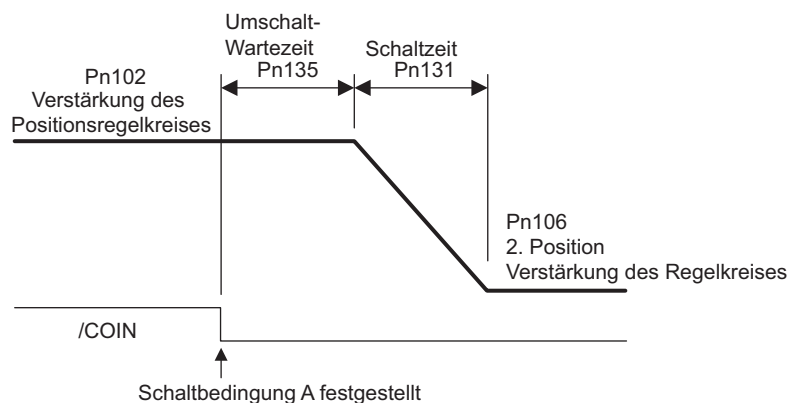 Umschalt-
Wartezeit
Pn135
Schaltzeit
Pn131
Pn102
Verstärkung des
Positionsregelkreises
Pn106
2. Position
Verstärkung des Regelkreises
/COIN
Schaltbedingung A festgestellt